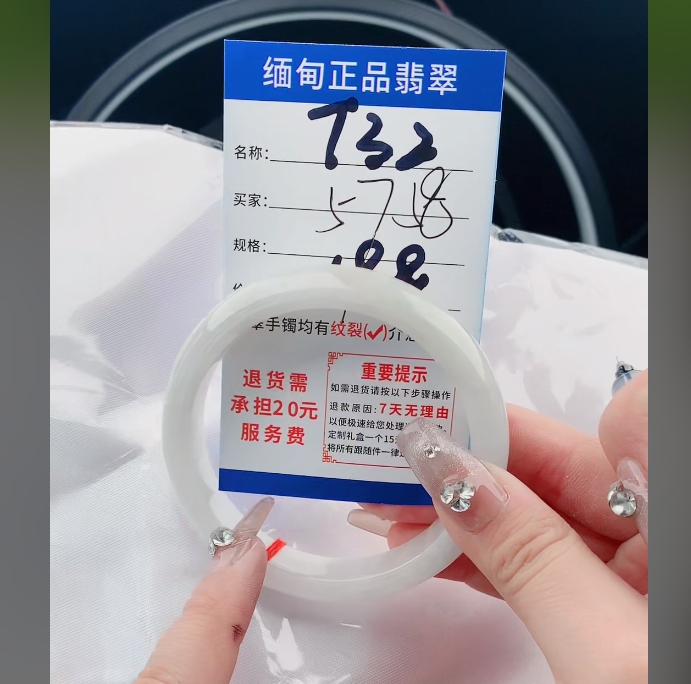 缅甸正品翡翠
名称: T32
买家: 5758
规格: .08
手镯均有纹裂(✓)介
退货需
承担20元
服务费
重要提示
如需退货请按以下步骤操作
退款原因:7天无理由
以便极速给您处理
定制礼盒一个15
将所有跟随件一律